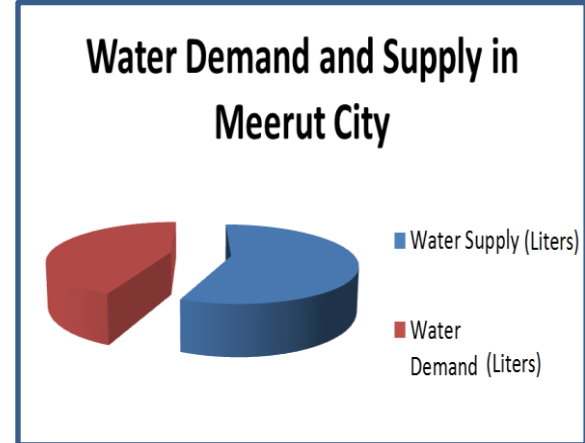 Water Demand and Supply in
Meerut City
Water Supply (Liters)
Water
Demand (Liters)